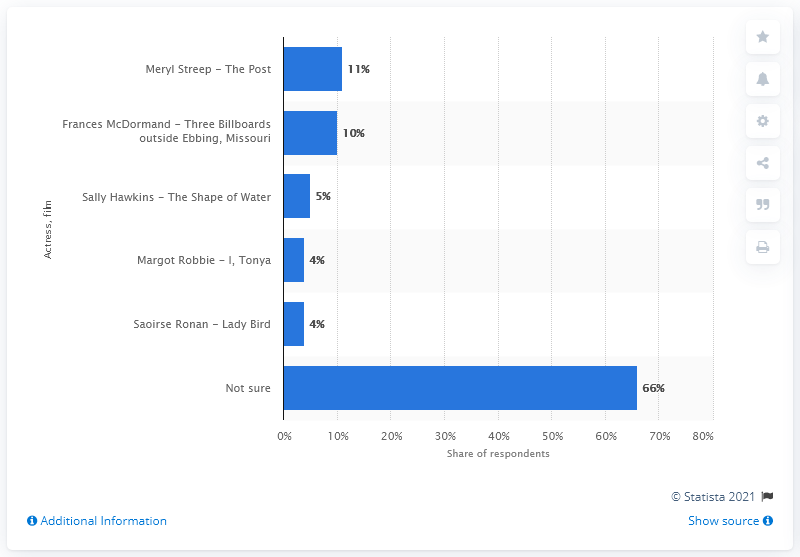 Meryl Streep – The Post
11%
Frances McDormand – Three Billboards
outside Ebbing, Missouri
10%
Sally Hawkins – The Shape of Water
5%
Margot Robbie – I, Tonya
4%
Saoirse Ronan – Lady Bird
4%
Not sure
66%
Actress, film
0% 10% 20% 30% 40% 50% 60% 70% 80%
Share of respondents
© Statista 2021
Additional Information
Show source